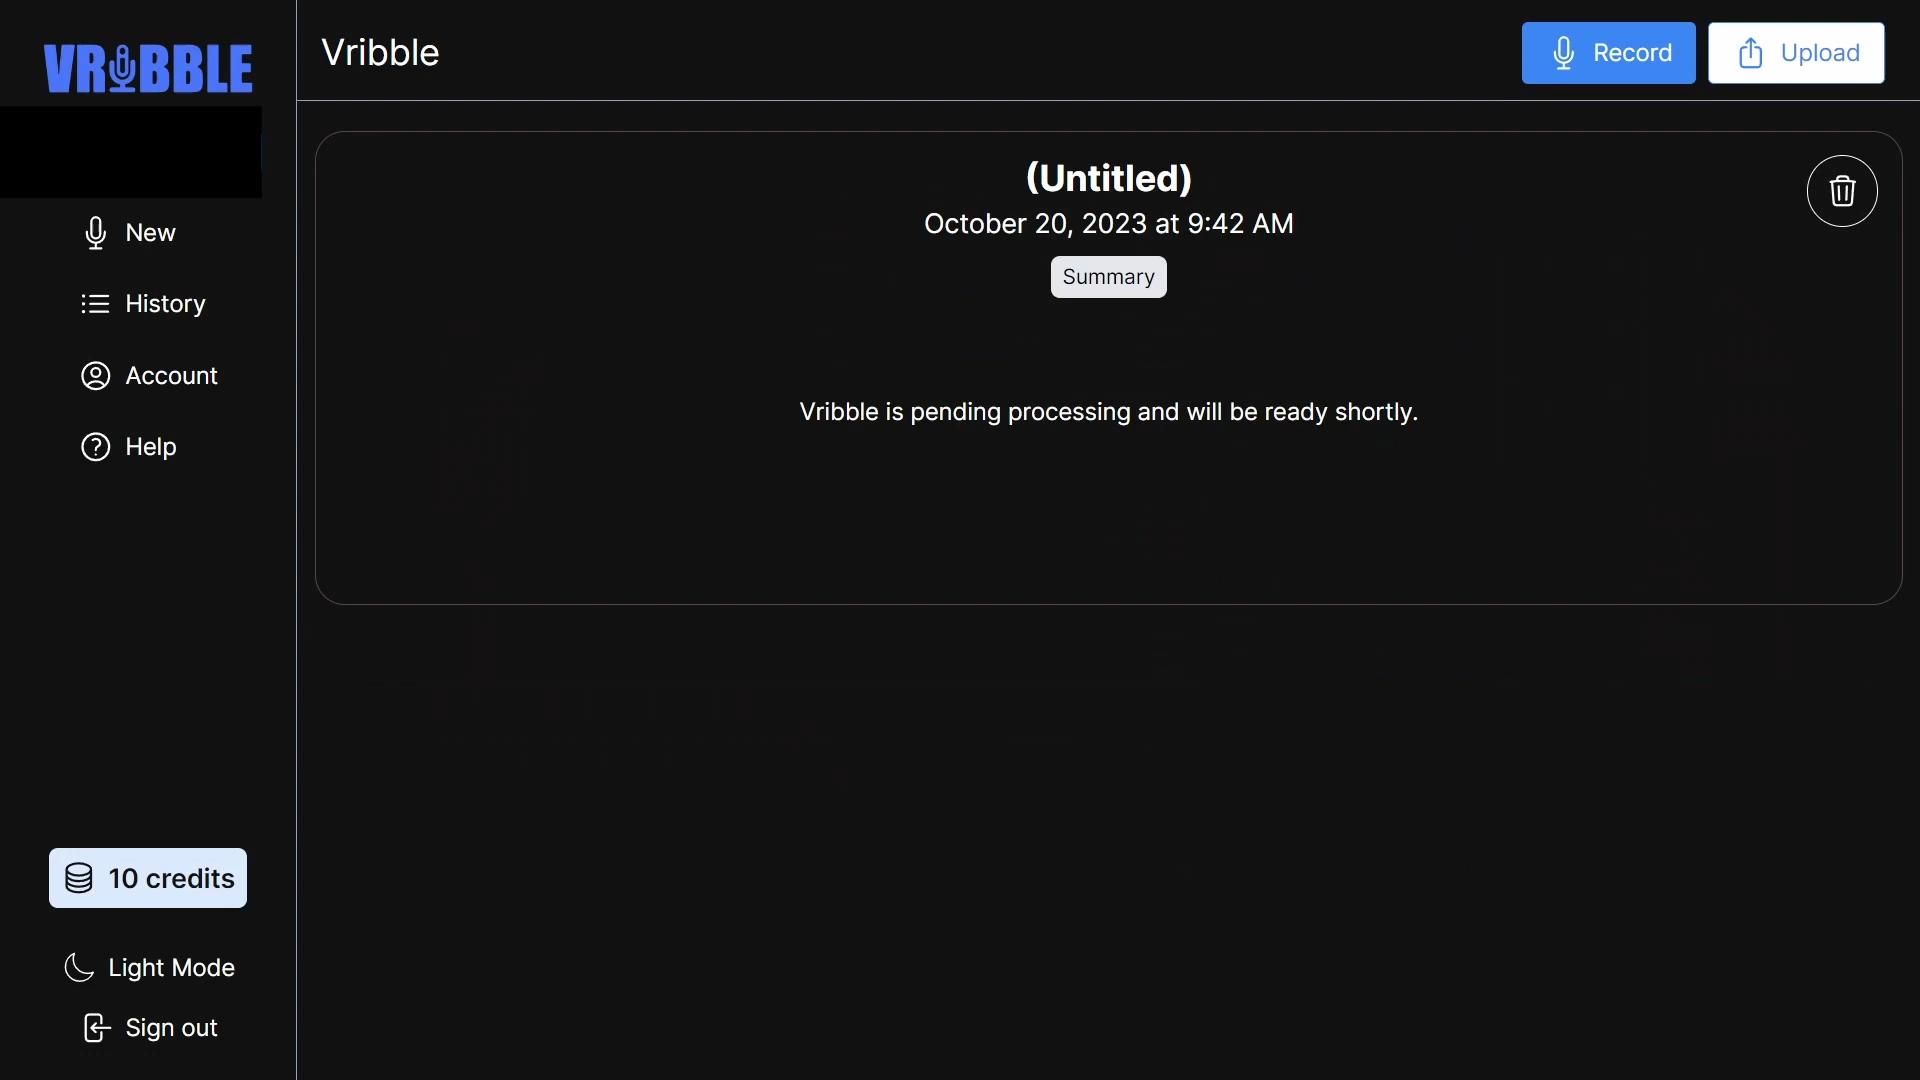 VRIBBLE
New
History
Account
Help
10 credits
Light Mode
Sign out
Vribble
Record
Upload
(Untitled)
October 20, 2023 at 9:42 AM
Summary
Vribble is pending processing and will be ready shortly.